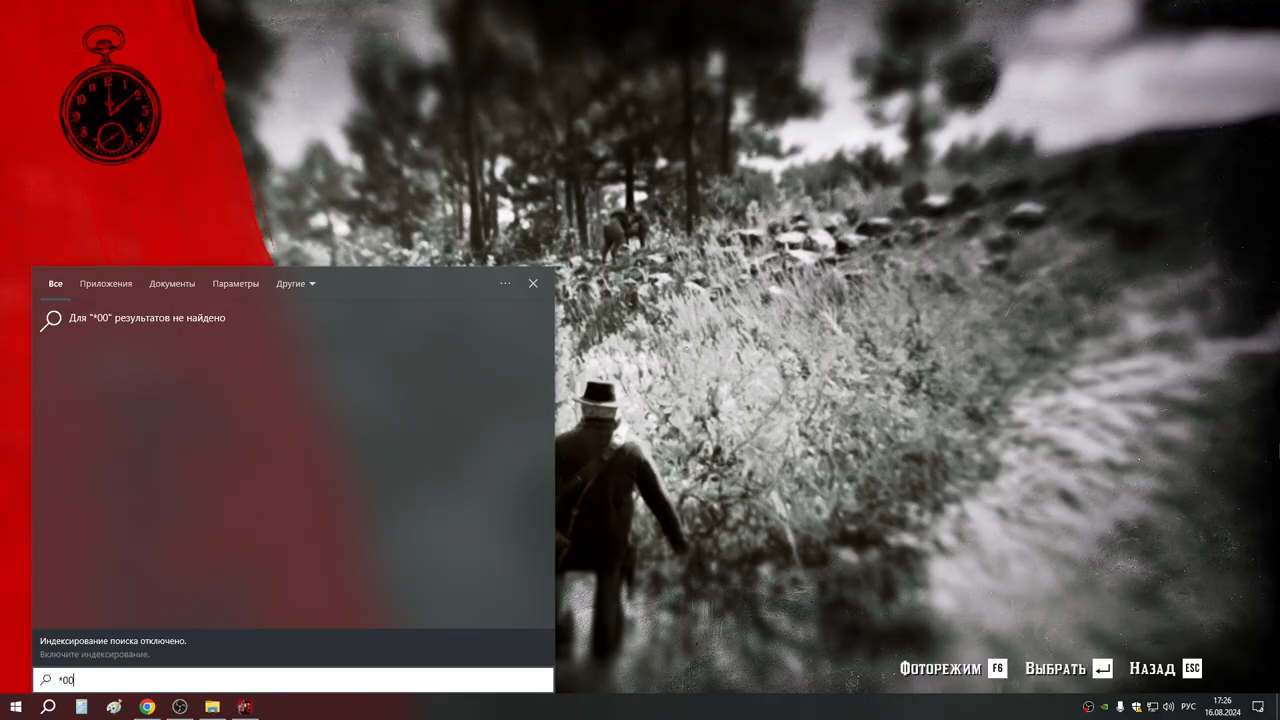 Все Приложения Документы Параметры Другие
Для "*00" результатов не найдено
Индексирование поиска отключено.
Включите индексирование.
*00
Фоторежим F6 Выбрать Назад ESC
РУС
17:26
16.08.2024